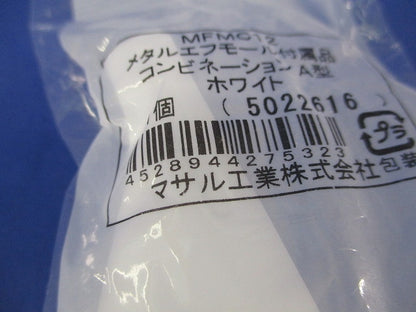 MFMC12
メタルエフモール付属品
コンビネーション A型
ホワイト
1個 (5022616)
プラ
4528944275323
マサル工業株式会社包装